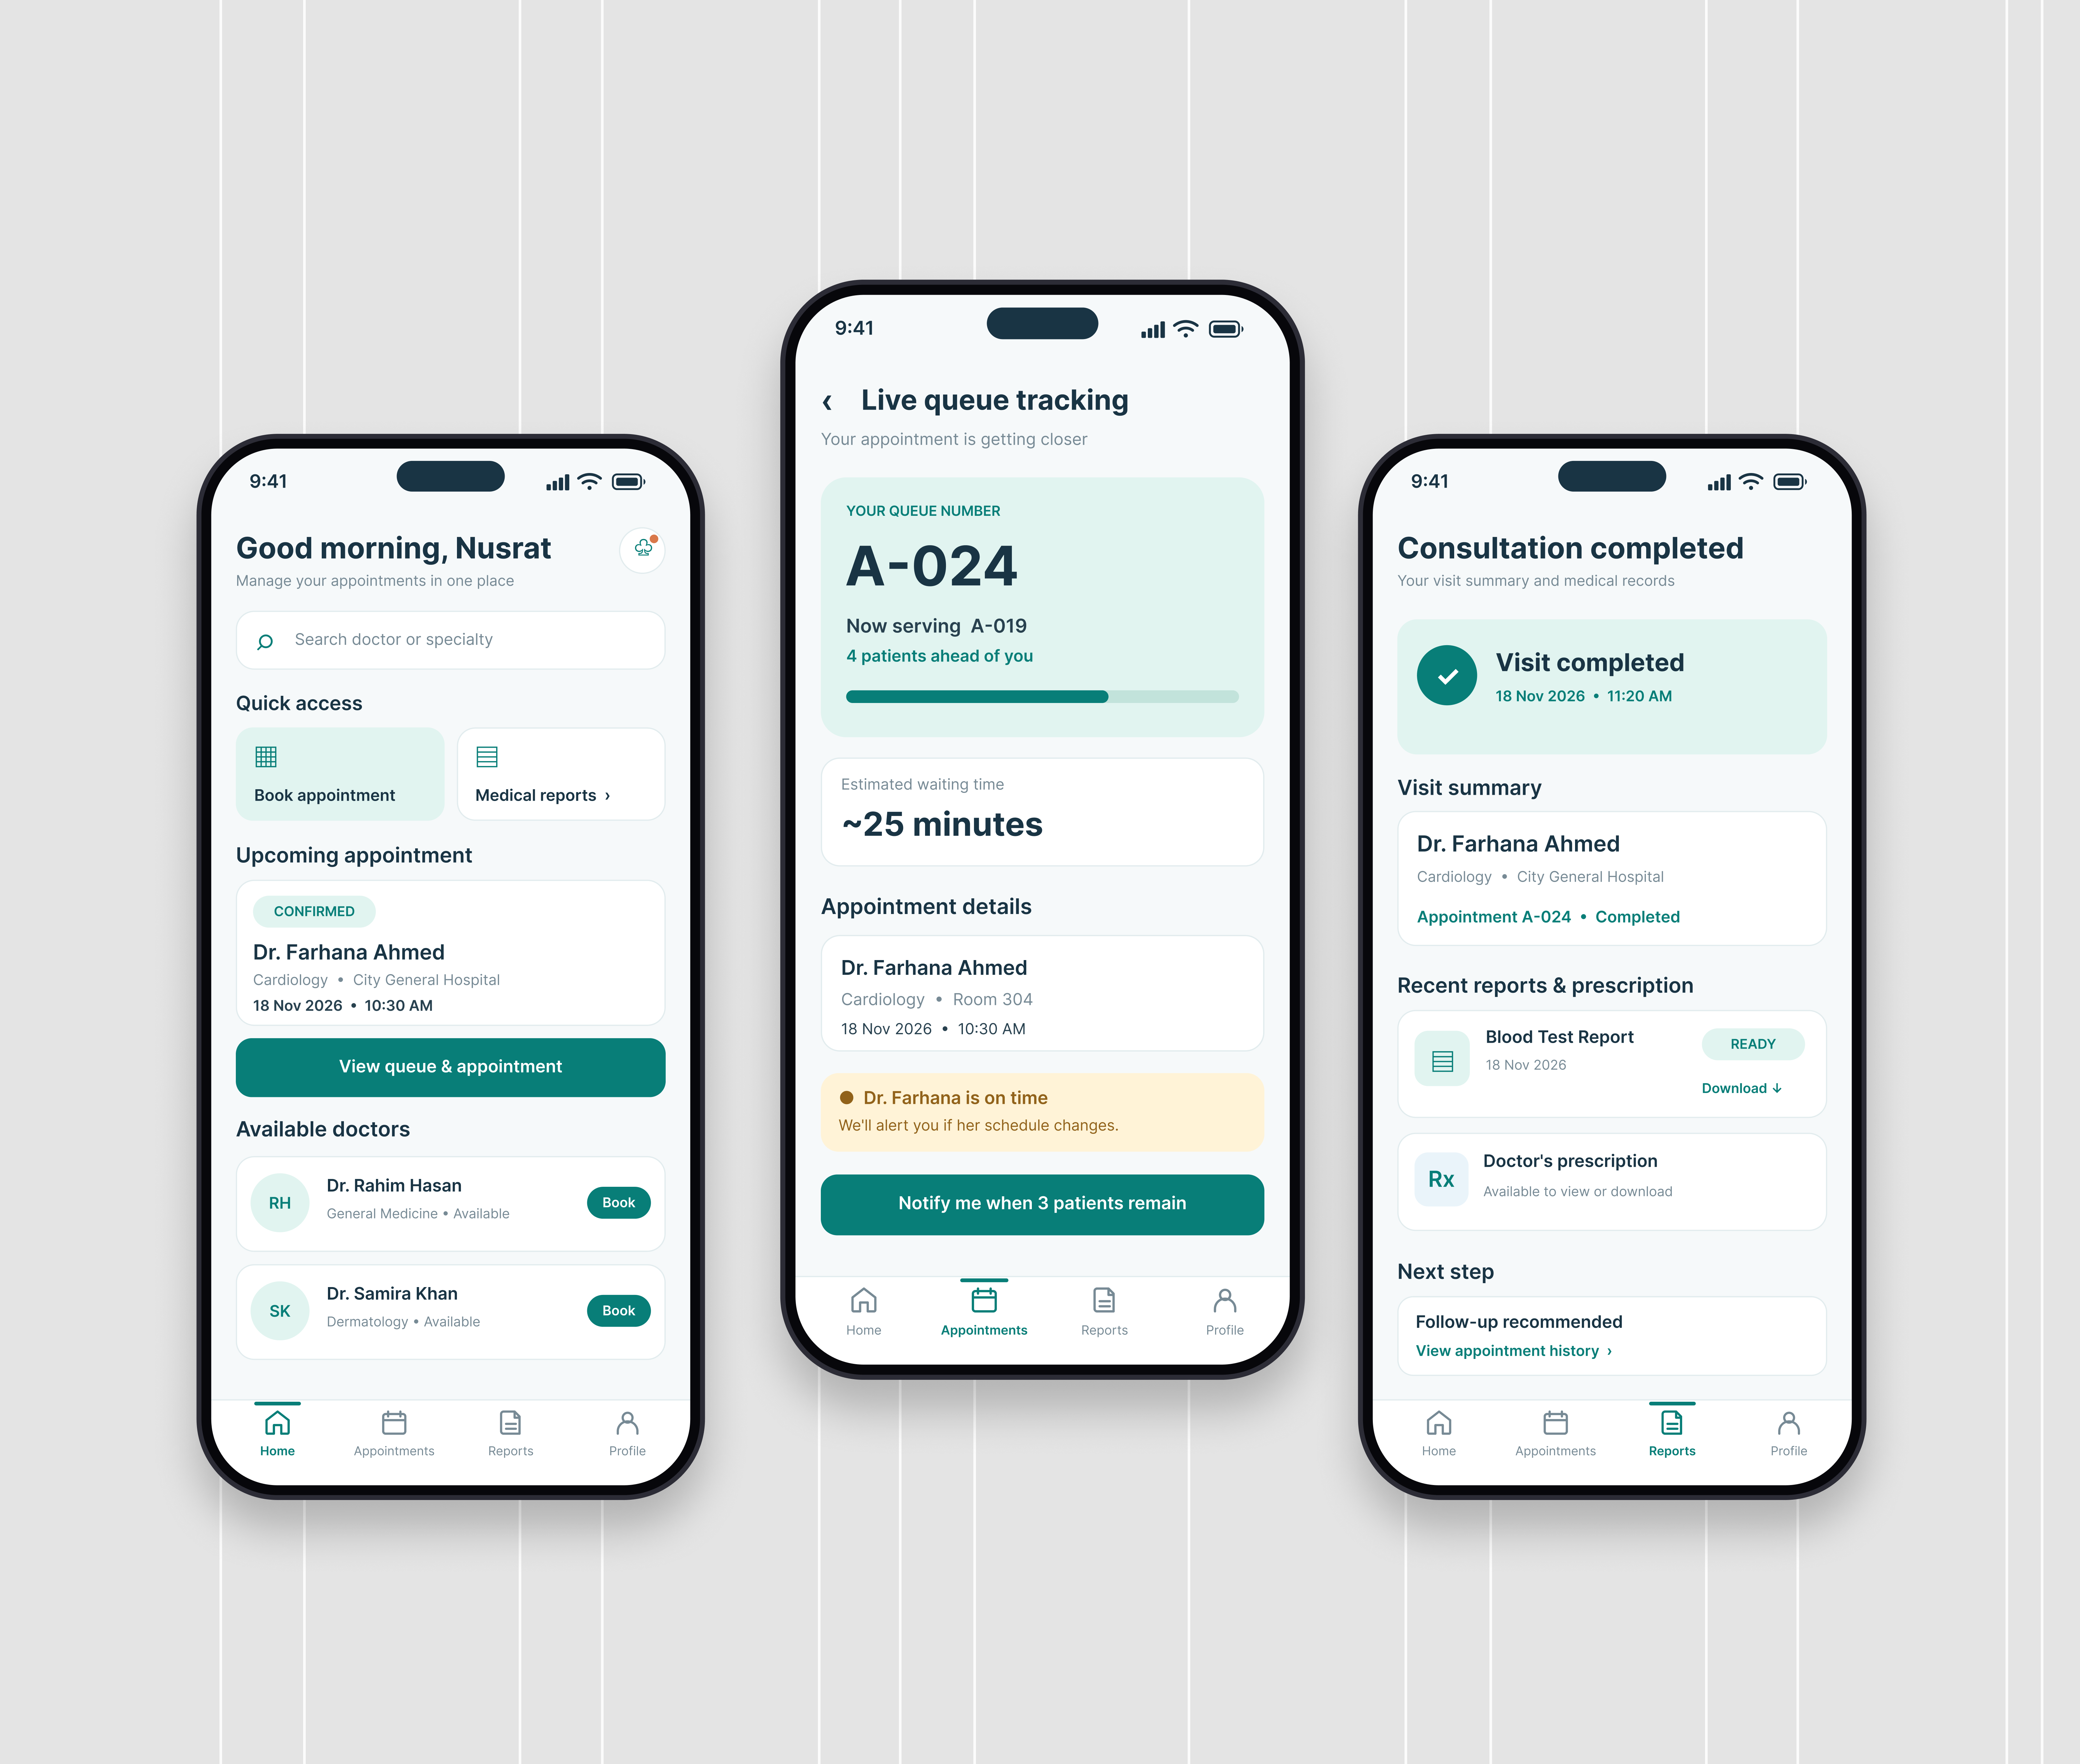 9:41
Good morning, Nusrat
Manage your appointments in one place
Search doctor or specialty
Quick access
Book appointment
Medical reports ›
Upcoming appointment
CONFIRMED
Dr. Farhana Ahmed
Cardiology • City General Hospital
18 Nov 2026 • 10:30 AM
View queue & appointment
Available doctors
RH
Dr. Rahim Hasan
General Medicine • Available
Book
SK
Dr. Samira Khan
Dermatology • Available
Book
Home
Appointments
Reports
Profile
9:41
‹ Live queue tracking
Your appointment is getting closer
YOUR QUEUE NUMBER
A-024
Now serving A-019
4 patients ahead of you
Estimated waiting time
~25 minutes
Appointment details
Dr. Farhana Ahmed
Cardiology • Room 304
18 Nov 2026 • 10:30 AM
● Dr. Farhana is on time
We'll alert you if her schedule changes.
Notify me when 3 patients remain
Home
Appointments
Reports
Profile
9:41
Consultation completed
Your visit summary and medical records
Visit completed
18 Nov 2026 • 11:20 AM
Visit summary
Dr. Farhana Ahmed
Cardiology • City General Hospital
Appointment A-024 • Completed
Recent reports & prescription
Blood Test Report
18 Nov 2026
READY
Download ↓
Rx
Doctor's prescription
Available to view or download
Next step
Follow-up recommended
View appointment history ›
Home
Appointments
Reports
Profile